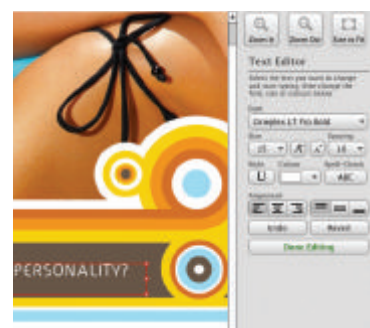 Zoom In Zoom Out Size to Fit
Text Editor
Select the text you want to change
and start typing. Also change the
font, size or colours below.
Font
Complex LT Pro Bold
Size Spacing
Style Colour Spell-Check
U ABC
Alignment
Undo Revert
Done Editing
PERSONALITY?